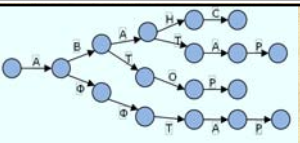 Н С
В А Т А Р
А Т О Р
Ф Ф Т А Р